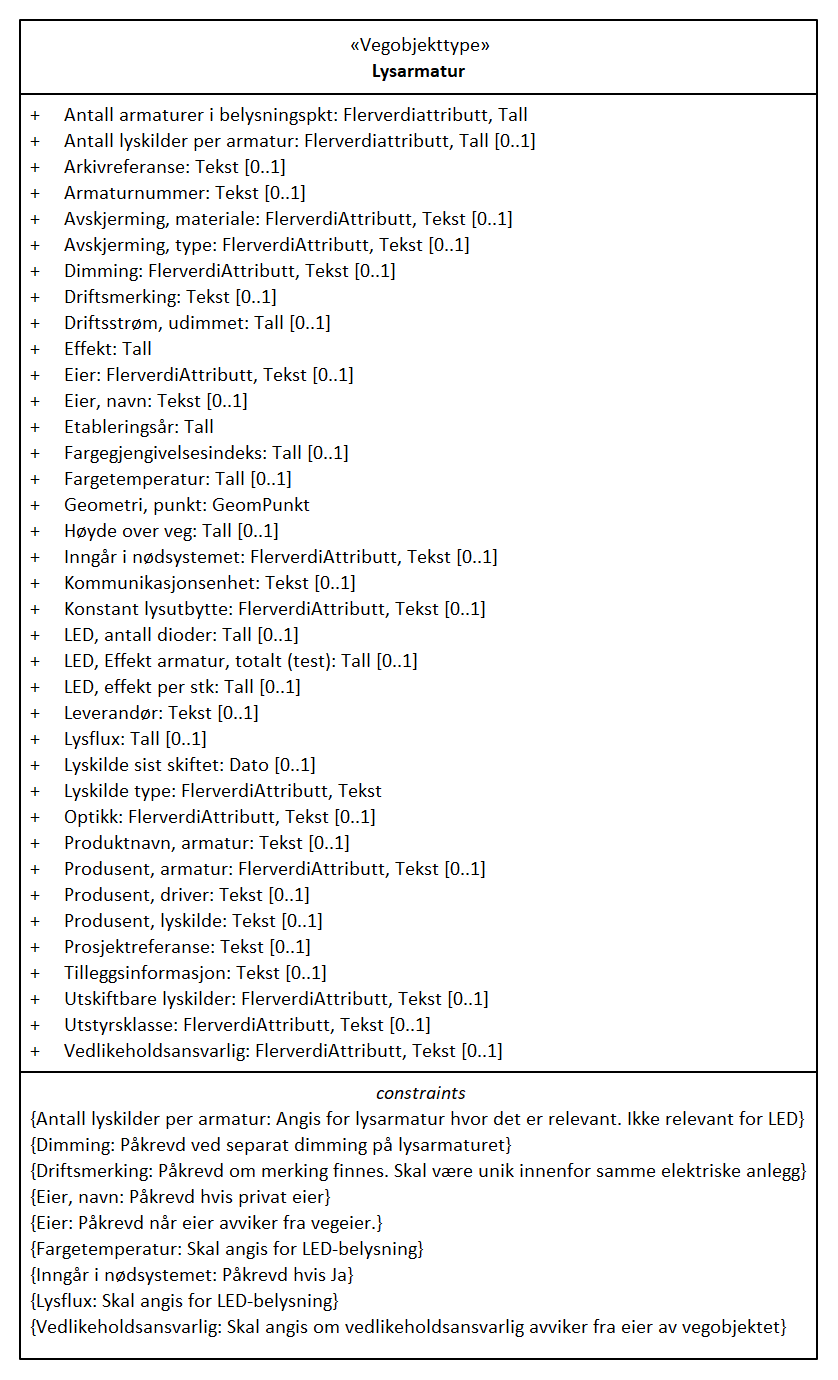 «Vegobjekttype»
Lysarmatur
+ Antall armaturer i belysningspkt: Flerverdiattributt, Tall
+ Antall lyskilder per armatur: Flerverdiattributt, Tall [0..1]
+ Arkivreferanse: Tekst [0..1]
+ Armaturnummer: Tekst [0..1]
+ Avskjerming, materiale: FlerverdiAttributt, Tekst [0..1]
+ Avskjerming, type: FlerverdiAttributt, Tekst [0..1]
+ Dimming: FlerverdiAttributt, Tekst [0..1]
+ Driftsmerking: Tekst [0..1]
+ Driftsstrøm, udimmet: Tall [0..1]
+ Effekt: Tall
+ Eier: FlerverdiAttributt, Tekst [0..1]
+ Eier, navn: Tekst [0..1]
+ Etableringsår: Tall
+ Fargegjengivelsesindeks: Tall [0..1]
+ Fargetemperatur: Tall [0..1]
+ Geometri, punkt: GeomPunkt
+ Høyde over veg: Tall [0..1]
+ Inngår i nødsystemet: FlerverdiAttributt, Tekst [0..1]
+ Kommunikasjonsenhet: Tekst [0..1]
+ Konstant lysutbytte: FlerverdiAttributt, Tekst [0..1]
+ LED, antall dioder: Tall [0..1]
+ LED, Effekt armatur, totalt (test): Tall [0..1]
+ LED, effekt per stk: Tall [0..1]
+ Leverandør: Tekst [0..1]
+ Lysflux: Tall [0..1]
+ Lyskilde sist skiftet: Dato [0..1]
+ Lyskilde type: FlerverdiAttributt, Tekst
+ Optikk: FlerverdiAttributt, Tekst [0..1]
+ Produktnavn, armatur: Tekst [0..1]
+ Produsent, armatur: FlerverdiAttributt, Tekst [0..1]
+ Produsent, driver: Tekst [0..1]
+ Produsent, lyskilde: Tekst [0..1]
+ Prosjektreferanse: Tekst [0..1]
+ Tilleggsinformasjon: Tekst [0..1]
+ Utskiftbare lyskilder: FlerverdiAttributt, Tekst [0..1]
+ Utstyrsklasse: FlerverdiAttributt, Tekst [0..1]
+ Vedlikeholdsansvarlig: FlerverdiAttributt, Tekst [0..1]
constraints
{Antall lyskilder per armatur: Angis for lysarmatur hvor det er relevant. Ikke relevant for LED}
{Dimming: Påkrevd ved separat dimming på lysarmaturet}
{Driftsmerking: Påkrevd om merking finnes. Skal være unik innenfor samme elektriske anlegg}
{Eier, navn: Påkrevd hvis privat eier}
{Eier: Påkrevd når eier avviker fra vegeier.}
{Fargetemperatur: Skal angis for LED-belysning}
{Inngår i nødsystemet: Påkrevd hvis Ja}
{Lysflux: Skal angis for LED-belysning}
{Vedlikeholdsansvarlig: Skal angis om vedlikeholdsansvarlig avviker fra eier av vegobjektet}